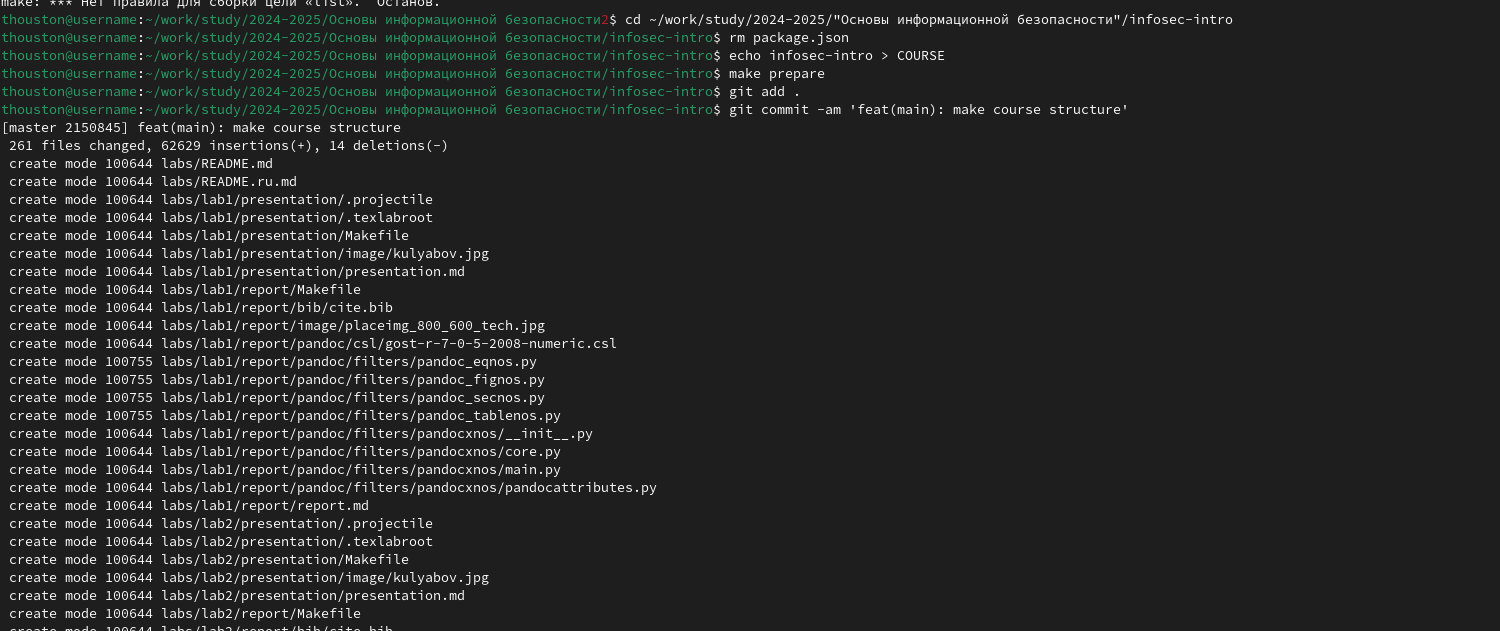 make: *** Нет правила для сборки цели «list».  Останов.
thouston@username:~/work/study/2024-2025/Основы информационной безопасности2$ cd ~/work/study/2024-2025/"Основы информационной безопасности"/infosec-intro
thouston@username:~/work/study/2024-2025/Основы информационной безопасности/infosec-intro$ rm package.json
thouston@username:~/work/study/2024-2025/Основы информационной безопасности/infosec-intro$ echo infosec-intro > COURSE
thouston@username:~/work/study/2024-2025/Основы информационной безопасности/infosec-intro$ make prepare
thouston@username:~/work/study/2024-2025/Основы информационной безопасности/infosec-intro$ git add .
thouston@username:~/work/study/2024-2025/Основы информационной безопасности/infosec-intro$ git commit -am 'feat(main): make course structure'
[master 2150845] feat(main): make course structure
 261 files changed, 62629 insertions(+), 14 deletions(-)
 create mode 100644 labs/README.md
 create mode 100644 labs/README.ru.md
 create mode 100644 labs/lab1/presentation/.projectile
 create mode 100644 labs/lab1/presentation/.texlabroot
 create mode 100644 labs/lab1/presentation/Makefile
 create mode 100644 labs/lab1/presentation/image/kulyabov.jpg
 create mode 100644 labs/lab1/presentation/presentation.md
 create mode 100644 labs/lab1/report/Makefile
 create mode 100644 labs/lab1/report/bib/cite.bib
 create mode 100644 labs/lab1/report/image/placeimg_800_600_tech.jpg
 create mode 100644 labs/lab1/report/pandoc/csl/gost-r-7-0-5-2008-numeric.csl
 create mode 100755 labs/lab1/report/pandoc/filters/pandoc_eqnos.py
 create mode 100755 labs/lab1/report/pandoc/filters/pandoc_fignos.py
 create mode 100755 labs/lab1/report/pandoc/filters/pandoc_secnos.py
 create mode 100755 labs/lab1/report/pandoc/filters/pandoc_tablenos.py
 create mode 100644 labs/lab1/report/pandoc/filters/pandocxnos/__init__.py
 create mode 100644 labs/lab1/report/pandoc/filters/pandocxnos/core.py
 create mode 100644 labs/lab1/report/pandoc/filters/pandocxnos/main.py
 create mode 100644 labs/lab1/report/pandoc/filters/pandocxnos/pandocattributes.py
 create mode 100644 labs/lab1/report/report.md
 create mode 100644 labs/lab2/presentation/.projectile
 create mode 100644 labs/lab2/presentation/.texlabroot
 create mode 100644 labs/lab2/presentation/Makefile
 create mode 100644 labs/lab2/presentation/image/kulyabov.jpg
 create mode 100644 labs/lab2/presentation/presentation.md
 create mode 100644 labs/lab2/report/Makefile
 create mode 100644 labs/lab2/report/bib/cite.bib